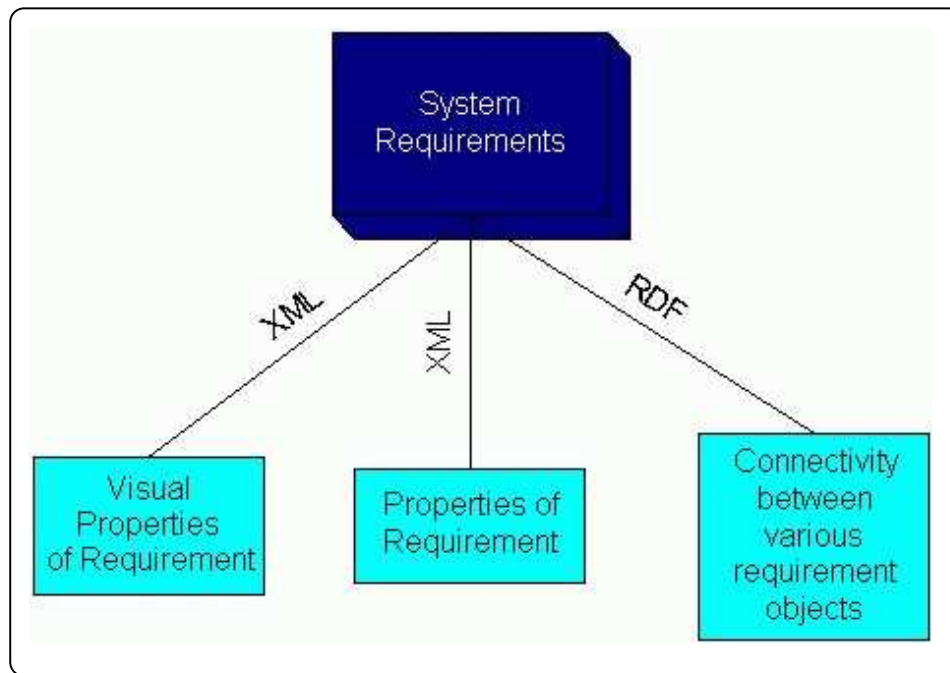 System
Requirements
XML
XML
RDF
Visual
Properties
of Requirement
Properties of
Requirement
Connectivity
between
various
requirement
objects